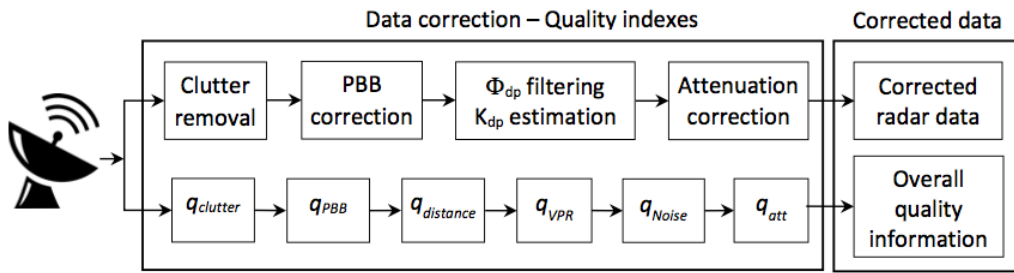 Data correction – Quality indexes
Corrected data
Clutter
removal
PBB
correction
Φdp filtering
Kdp estimation
Attenuation
correction
Corrected
radar data
qclutter
qPBB
qdistance
qVPR
qNoise
qatt
Overall
quality
information